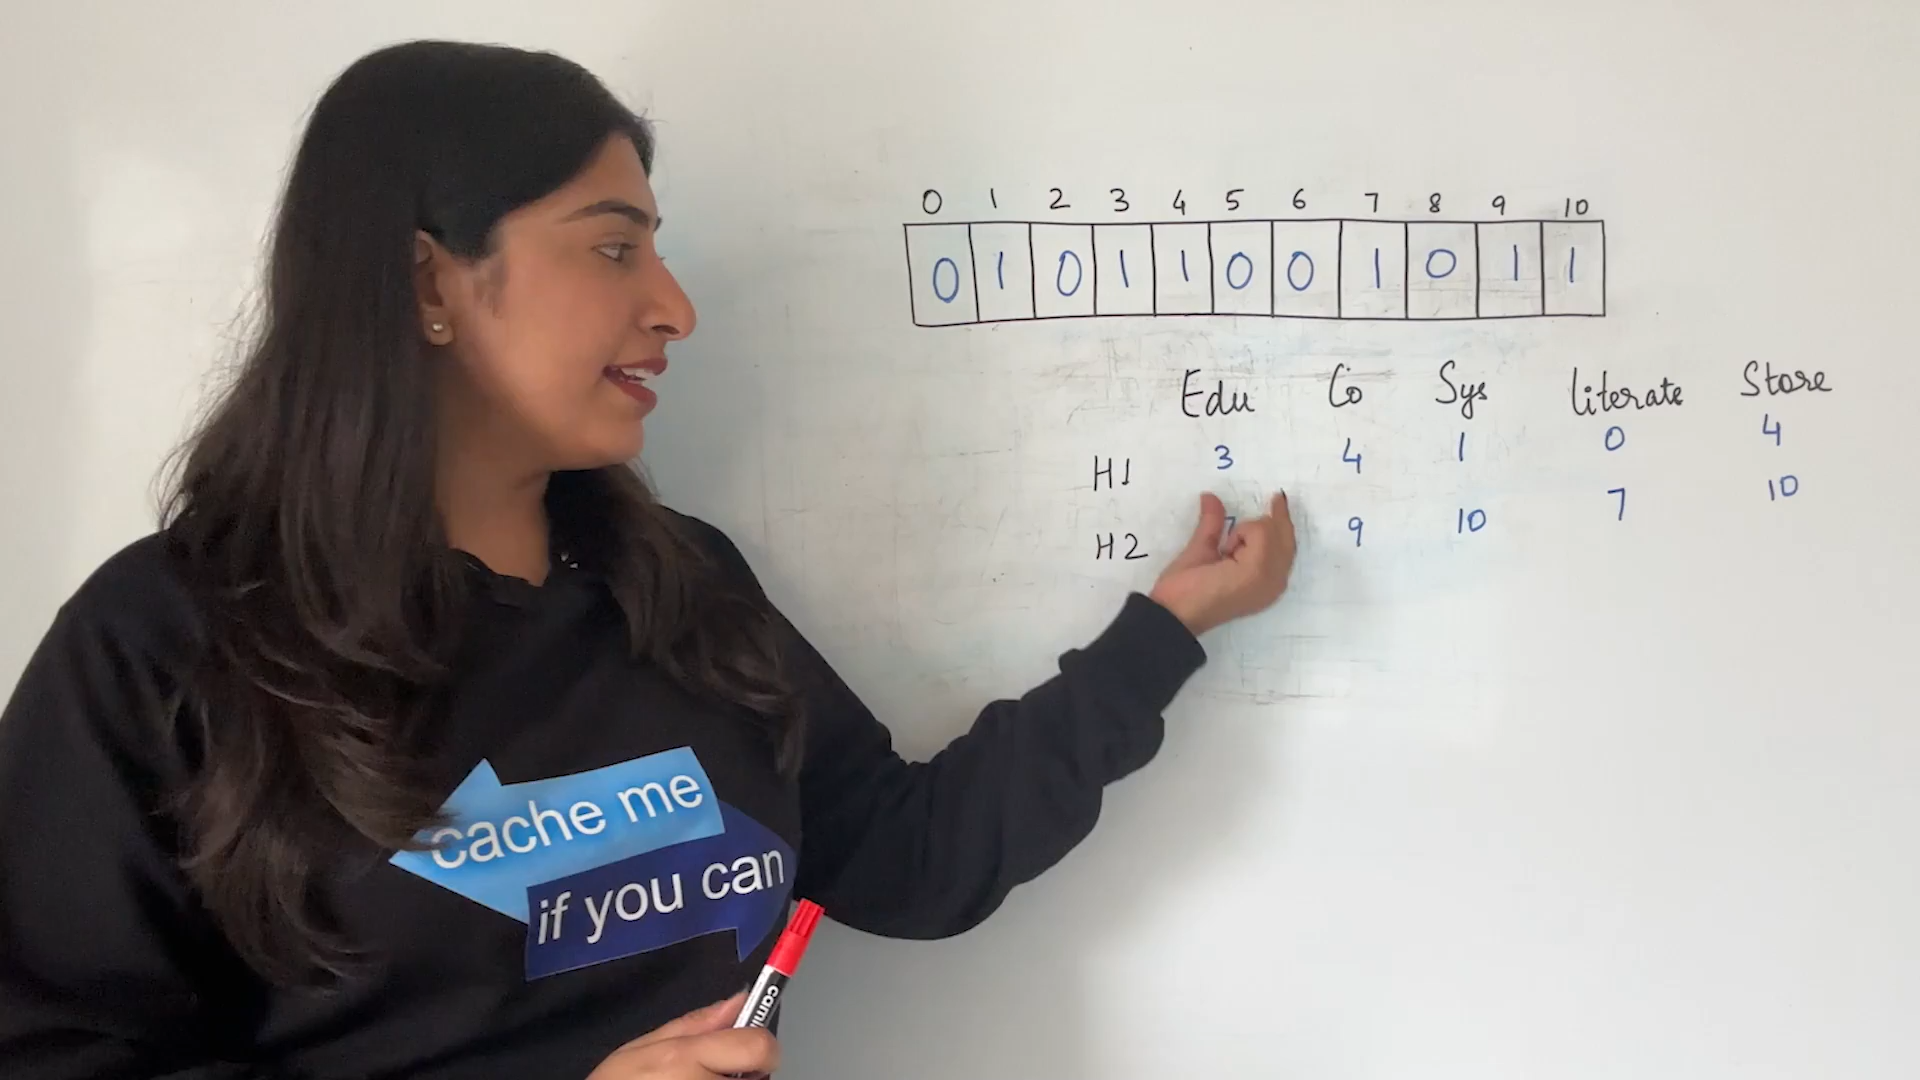 0 1 2 3 4 5 6 7 8 9 10
0 1 0 1 1 0 0 1 0 1 1
Edu Co Sys literate Store
H1 3 4 1 0 4
H2 7 9 10 7 10
cache me
if you can